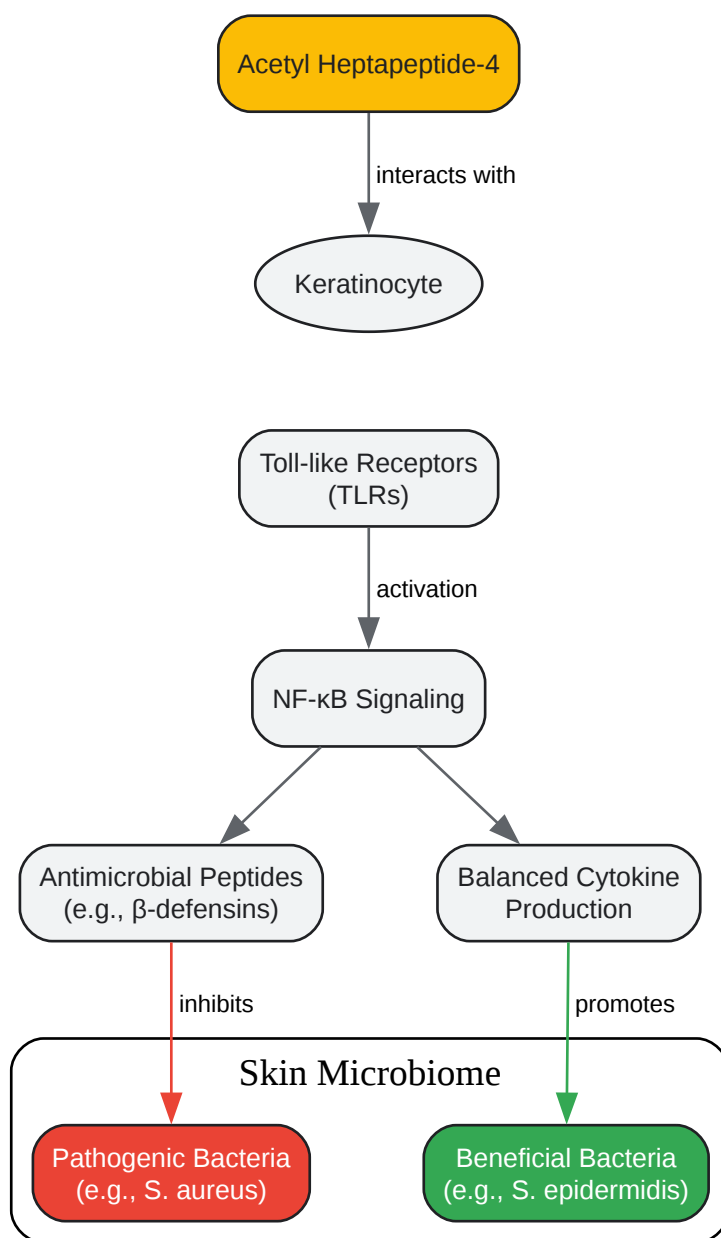 Acetyl Heptapeptide-4
interacts with
Keratinocyte
Toll-like Receptors
(TLRs)
activation
NF-κB Signaling
Antimicrobial Peptides
(e.g., β-defensins)
Balanced Cytokine
Production
inhibits
promotes
Skin Microbiome
Pathogenic Bacteria
(e.g., S. aureus)
Beneficial Bacteria
(e.g., S. epidermidis)